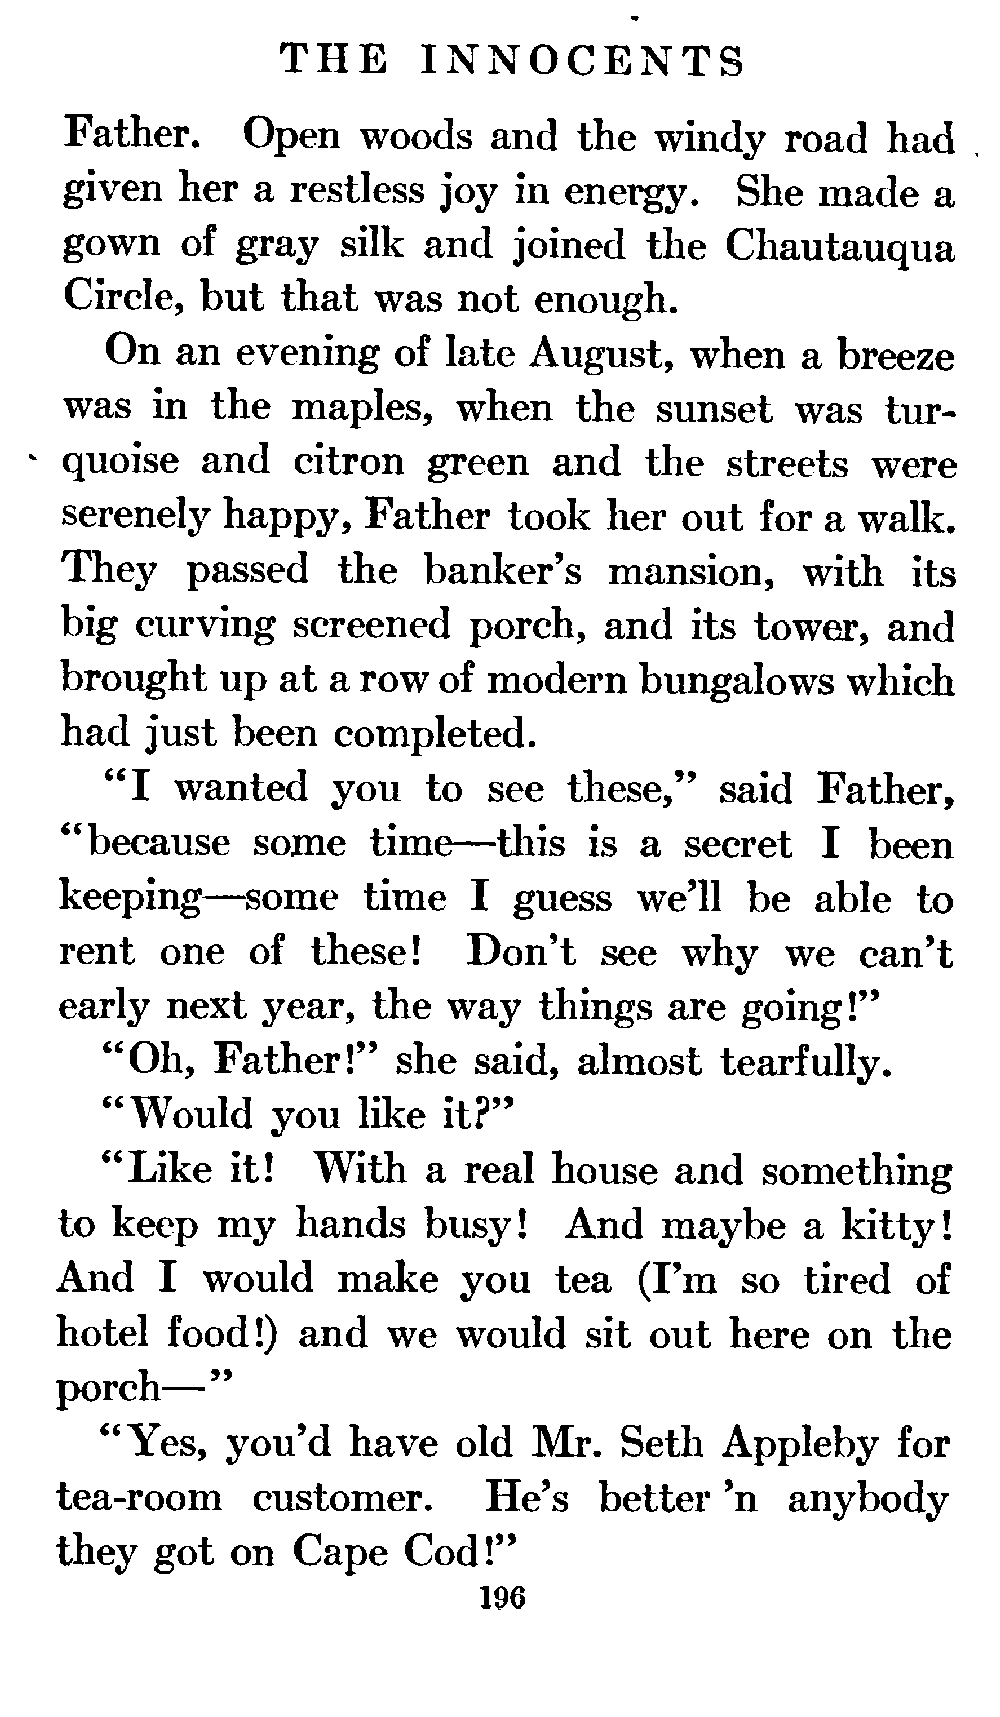 THE INNOCENTS
Father. Open woods and the windy road had
given her a restless joy in energy. She made a
gown of gray silk and joined the Chautauqua
Circle, but that was not enough.
On an evening of late August, when a breeze
was in the maples, when the sunset was tur-
quoise and citron green and the streets were
serenely happy, Father took her out for a walk.
They passed the banker's mansion, with its
big curving screened porch, and its tower, and
brought up at a row of modern bungalows which
had just been completed.
"I wanted you to see these," said Father,
"because some time—this is a secret I been
keeping—some time I guess we'll be able to
rent one of these! Don't see why we can't
early next year, the way things are going!"
"Oh, Father!" she said, almost tearfully.
"Would you like it?"
"Like it! With a real house and something
to keep my hands busy! And maybe a kitty!
And I would make you tea (I'm so tired of
hotel food!) and we would sit out here on the
porch—"
"Yes, you'd have old Mr. Seth Appleby for
tea-room customer. He's better 'n anybody
they got on Cape Cod!"
196